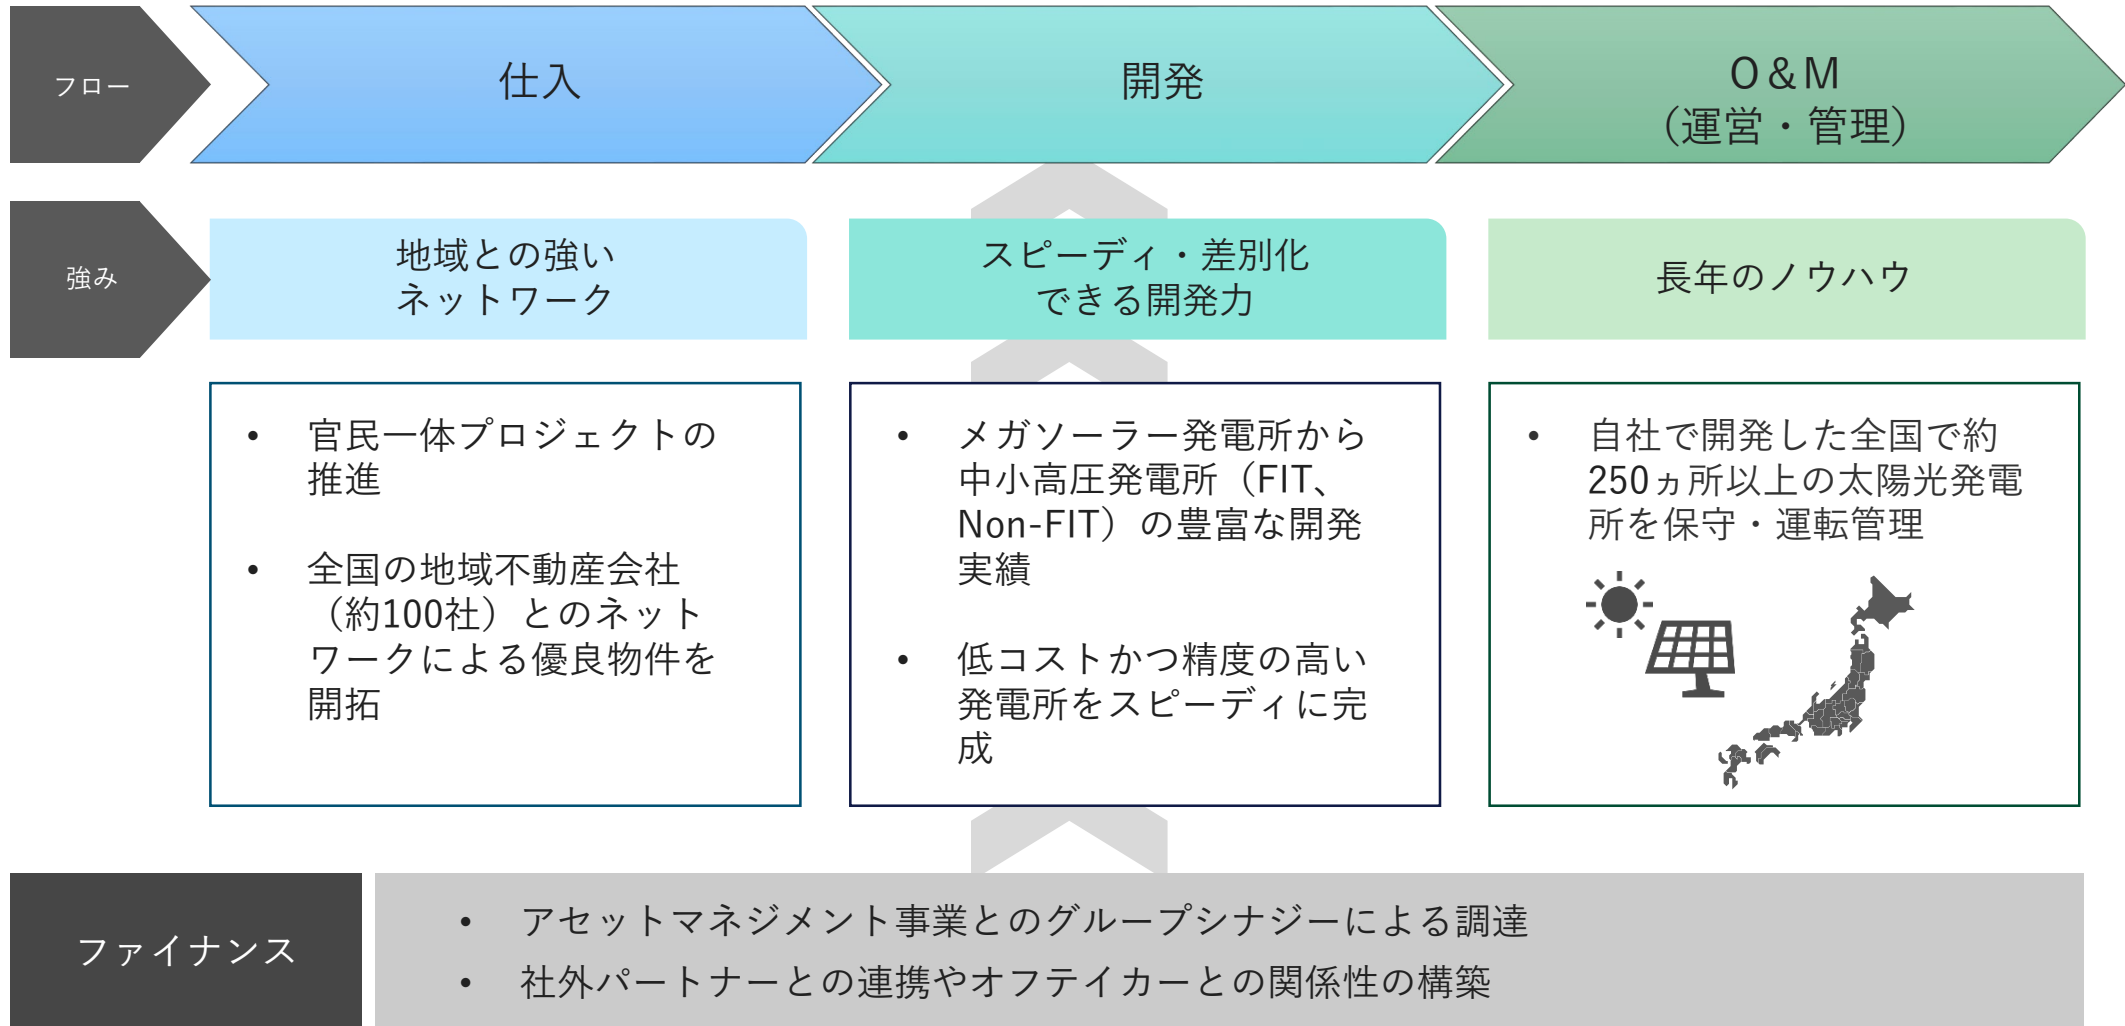 フロー
仕入
開発
O&M
（運営・管理）
強み
地域との強い
ネットワーク
スピーディ・差別化
できる開発力
長年のノウハウ
• 官民一体プロジェクトの
推進
• 全国の地域不動産会社
（約100社）とのネット
ワークによる優良物件を
開拓
• メガソーラー発電所から
中小高圧発電所（FIT、
Non-FIT）の豊富な開発
実績
• 低コストかつ精度の高い
発電所をスピーディに完
成
• 自社で開発した全国で約
250ヵ所以上の太陽光発電
所を保守・運転管理
ファイナンス
• アセットマネジメント事業とのグループシナジーによる調達
• 社外パートナーとの連携やオフテイカーとの関係性の構築